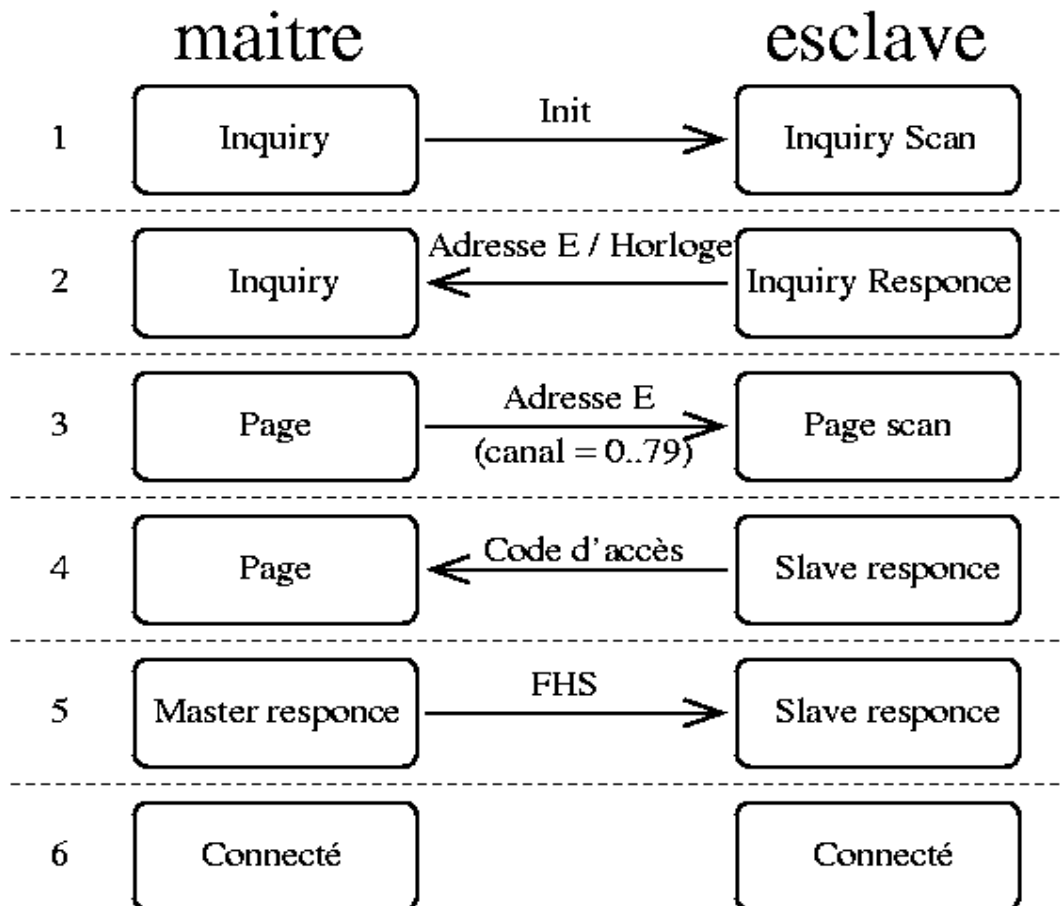 maitre esclave
1 Inquiry Init Inquiry Scan
2 Inquiry Adresse E / Horloge Inquiry Responce
3 Page Adresse E Page scan
(canal = 0..79)
4 Page Code d'accès Slave responce
5 Master responce FHS Slave responce
6 Connecté Connecté